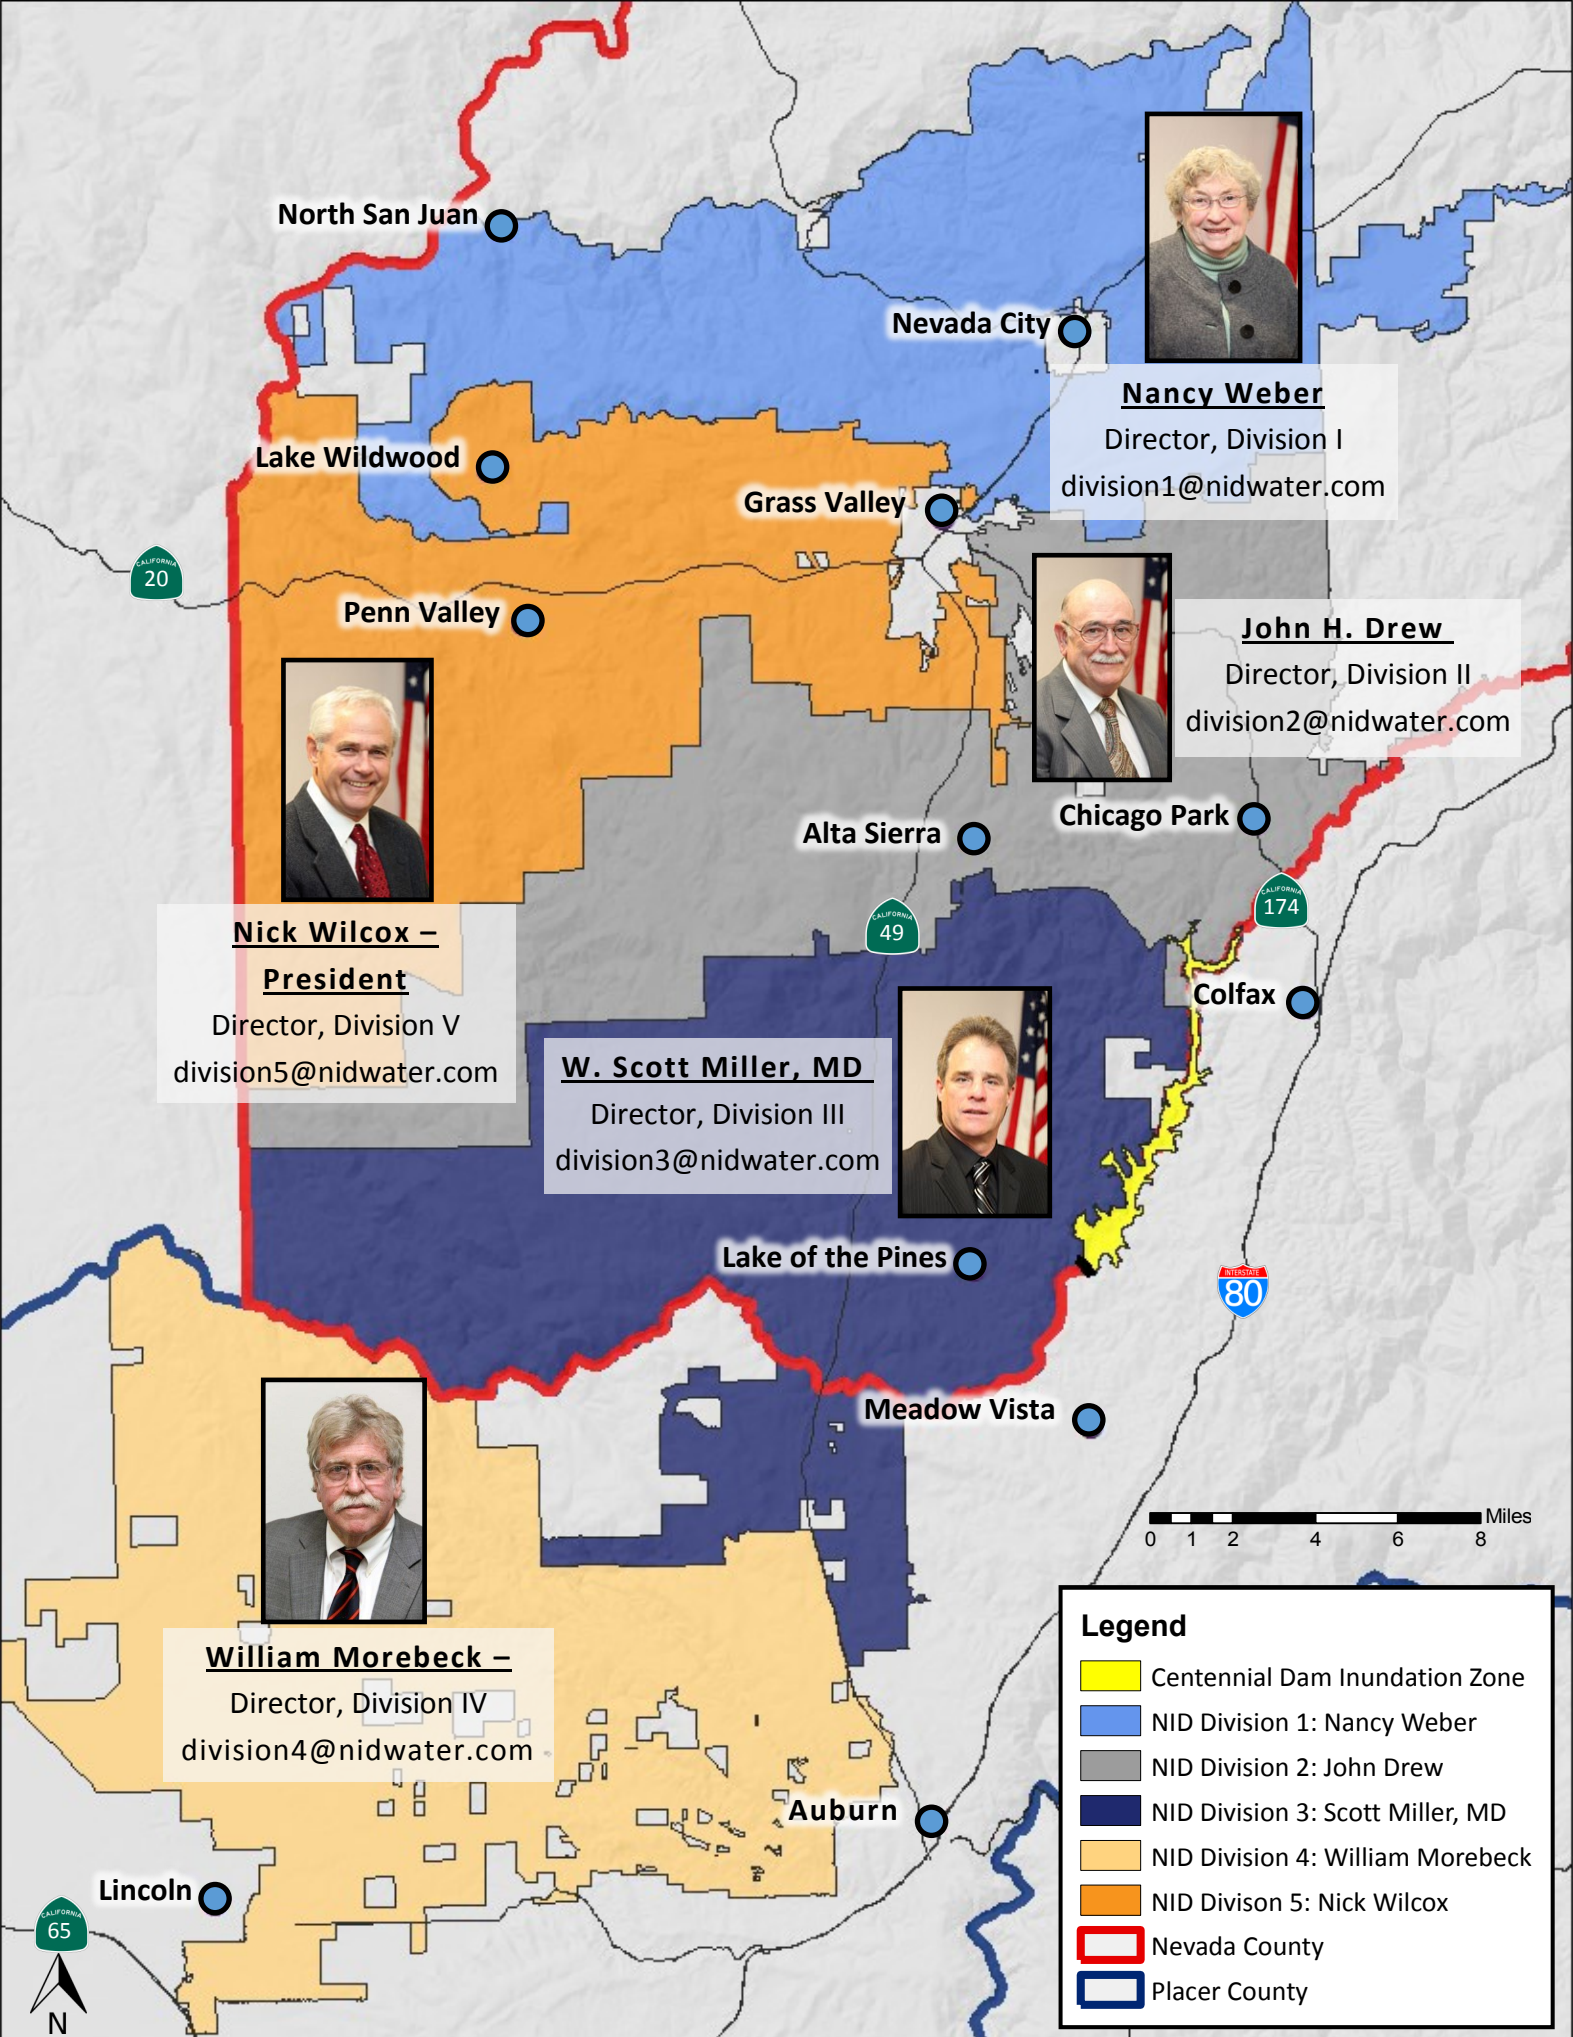 North San Juan
Nevada City
Nancy Weber
Director, Division I
division1@nidwater.com
Lake Wildwood
Grass Valley
CALIFORNIA
20
Penn Valley
John H. Drew
Director, Division II
division2@nidwater.com
Alta Sierra
Chicago Park
CALIFORNIA
174
CALIFORNIA
49
Nick Wilcox –
President
Director, Division V
division5@nidwater.com
Colfax
W. Scott Miller, MD
Director, Division III
division3@nidwater.com
Lake of the Pines
INTERSTATE
80
Meadow Vista
Miles
0 1 2 4 6 8
William Morebeck –
Director, Division IV
division4@nidwater.com
Auburn
Lincoln
CALIFORNIA
65
N
Legend
Centennial Dam Inundation Zone
NID Division 1: Nancy Weber
NID Division 2: John Drew
NID Division 3: Scott Miller, MD
NID Division 4: William Morebeck
NID Divison 5: Nick Wilcox
Nevada County
Placer County